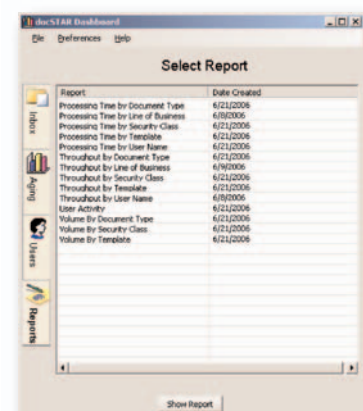 docSTAR Dashboard
File Preferences Help
Select Report
Inbox
Aging
Users
Reports
Report Date Created
Processing Time by Document Type 6/21/2006
Processing Time by Line of Business 6/8/2006
Processing Time by Security Class 6/21/2006
Processing Time by Template 6/21/2006
Processing Time by User Name 6/21/2006
Throughput by Document Type 6/21/2006
Throughput by Line of Business 6/9/2006
Throughput by Security Class 6/21/2006
Throughput by Template 6/21/2006
Throughput by User Name 6/8/2006
User Activity 6/21/2006
Volume By Document Type 6/21/2006
Volume By Security Class 6/21/2006
Volume By Template 6/21/2006
Show Report